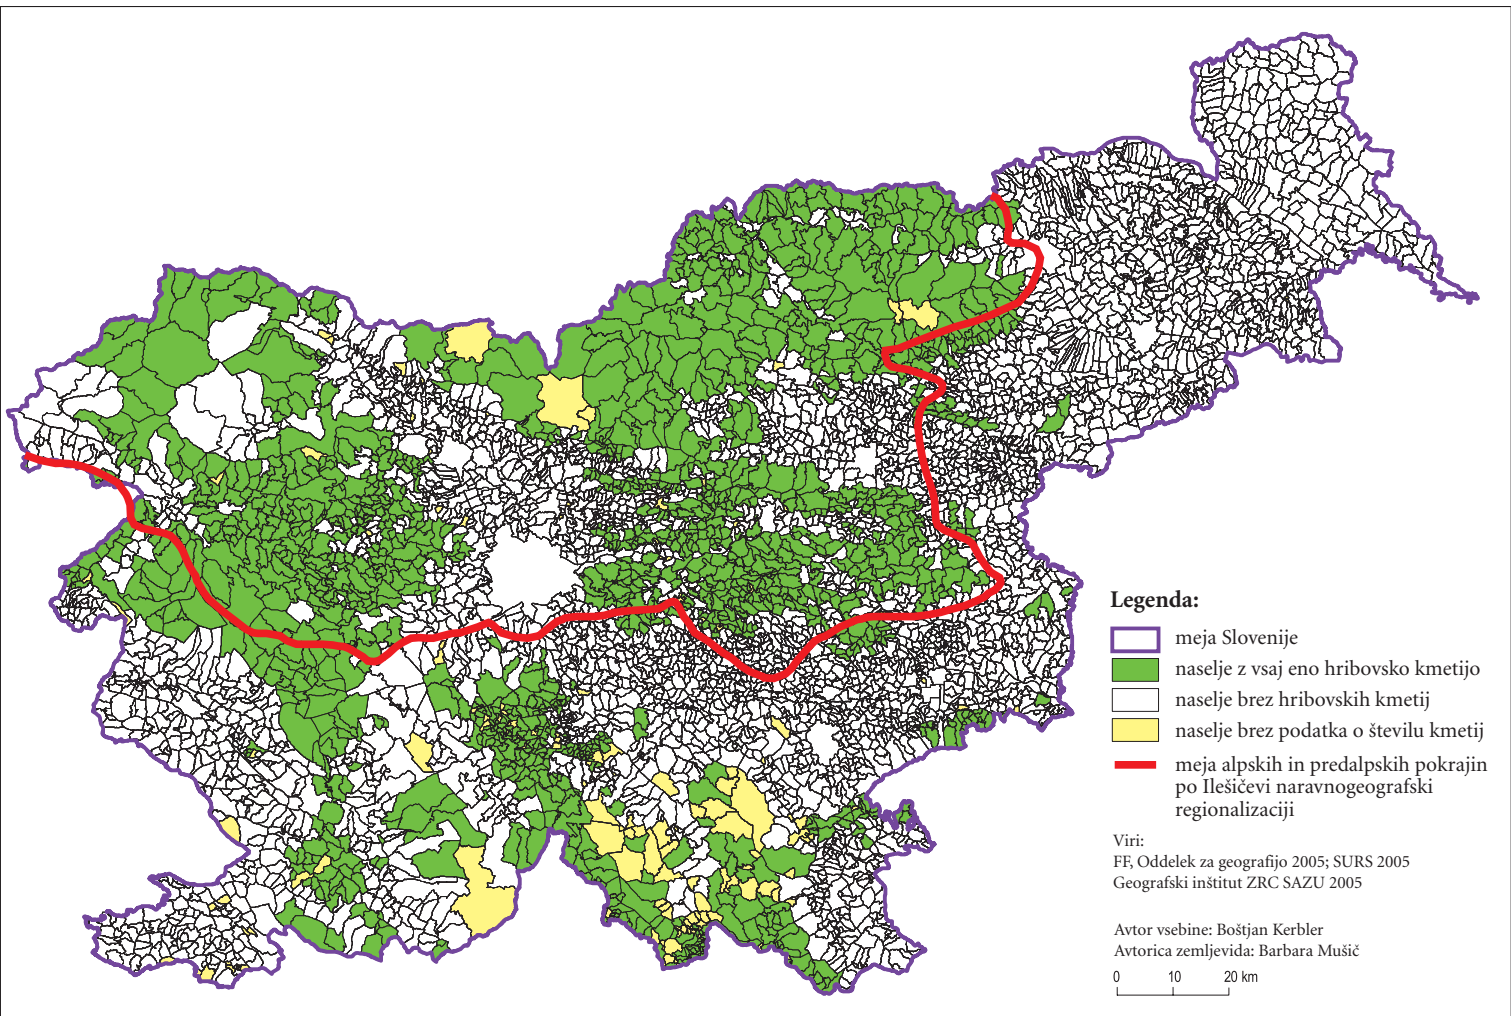 Legenda:
meja Slovenije
naselje z vsaj eno hribovsko kmetijo
naselje brez hribovskih kmetij
naselje brez podatka o številu kmetij
meja alpskih in predalpskih pokrajin
po Ilešičevi naravnogeografski
regionalizaciji
Viri:
FF, Oddelek za geografijo 2005; SURS 2005
Geografski inštitut ZRC SAZU 2005
Avtor vsebine: Boštjan Kerbler
Avtorica zemljevida: Barbara Mušič
0 10 20 km